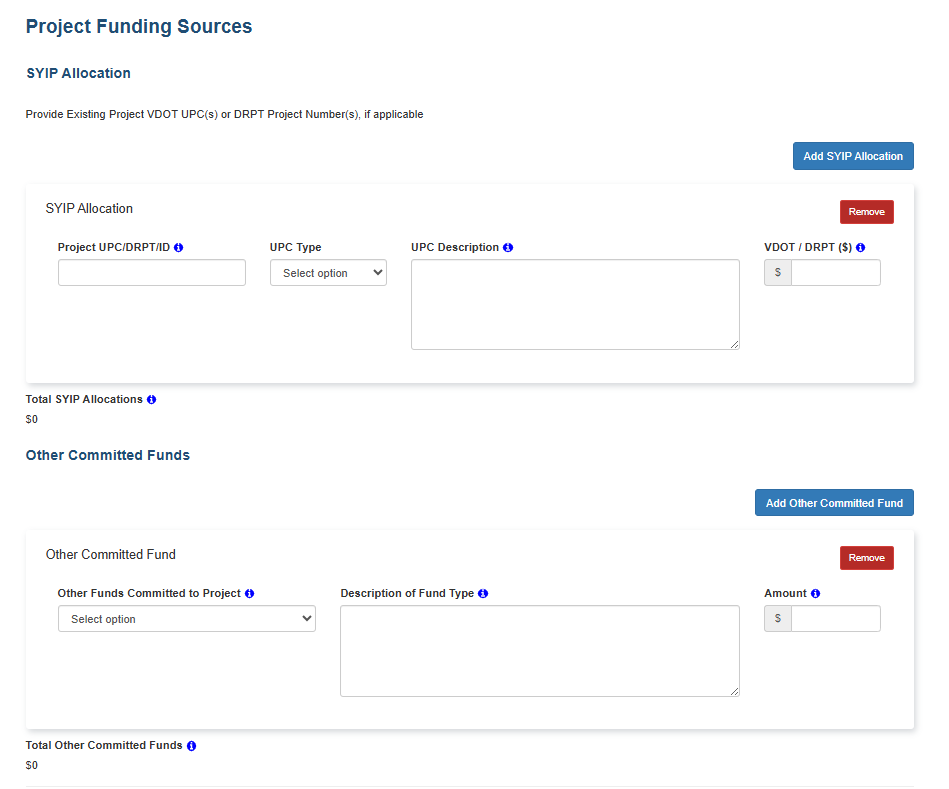 Project Funding Sources
SYIP Allocation
Provide Existing Project VDOT UPC(s) or DRPT Project Number(s), if applicable
Add SYIP Allocation
SYIP Allocation
Remove
Project UPC/DRPT/ID
UPC Type
UPC Description
VDOT / DRPT ($)
Select option
$
Total SYIP Allocations
$0
Other Committed Funds
Add Other Committed Fund
Other Committed Fund
Remove
Other Funds Committed to Project
Description of Fund Type
Amount
Select option
$
Total Other Committed Funds
$0